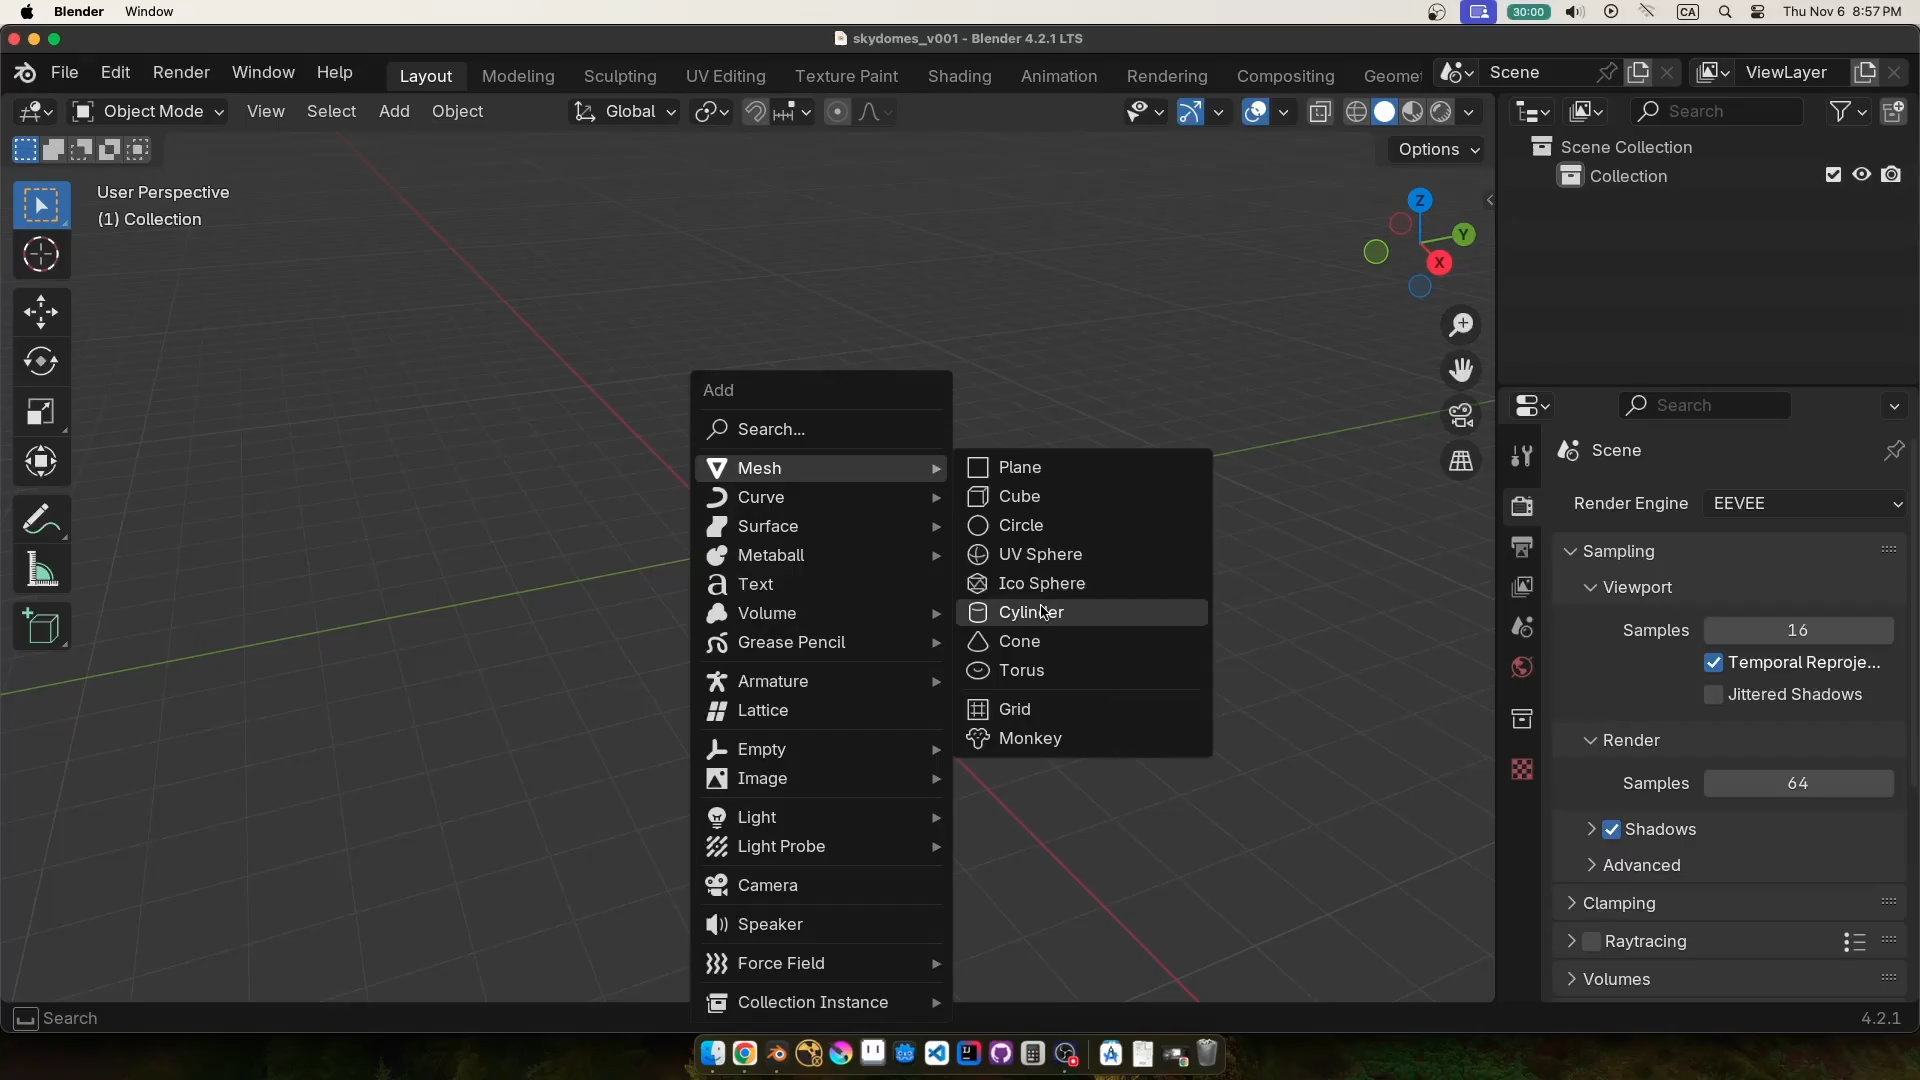 Blender Window 30:00 CA Thu Nov 6 8:57 PM
skydomes_v001 - Blender 4.2.1 LTS
File Edit Render Window Help Layout Modeling Sculpting UV Editing Texture Paint Shading Animation Rendering Compositing Geomet Scene ViewLayer
Object Mode View Select Add Object Global Search
Options
User Perspective
(1) Collection
Z
Y
X
Scene Collection
Collection
Add
Search...
Mesh
Curve
Surface
Metaball
Text
Volume
Grease Pencil
Armature
Lattice
Empty
Image
Light
Light Probe
Camera
Speaker
Force Field
Collection Instance
Plane
Cube
Circle
UV Sphere
Ico Sphere
Cylinder
Cone
Torus
Grid
Monkey
Search
Scene
Render Engine EEVEE
Sampling
Viewport
Samples 16
Temporal Reproje...
Jittered Shadows
Render
Samples 64
Shadows
Advanced
Clamping
Raytracing
Volumes
Search 4.2.1